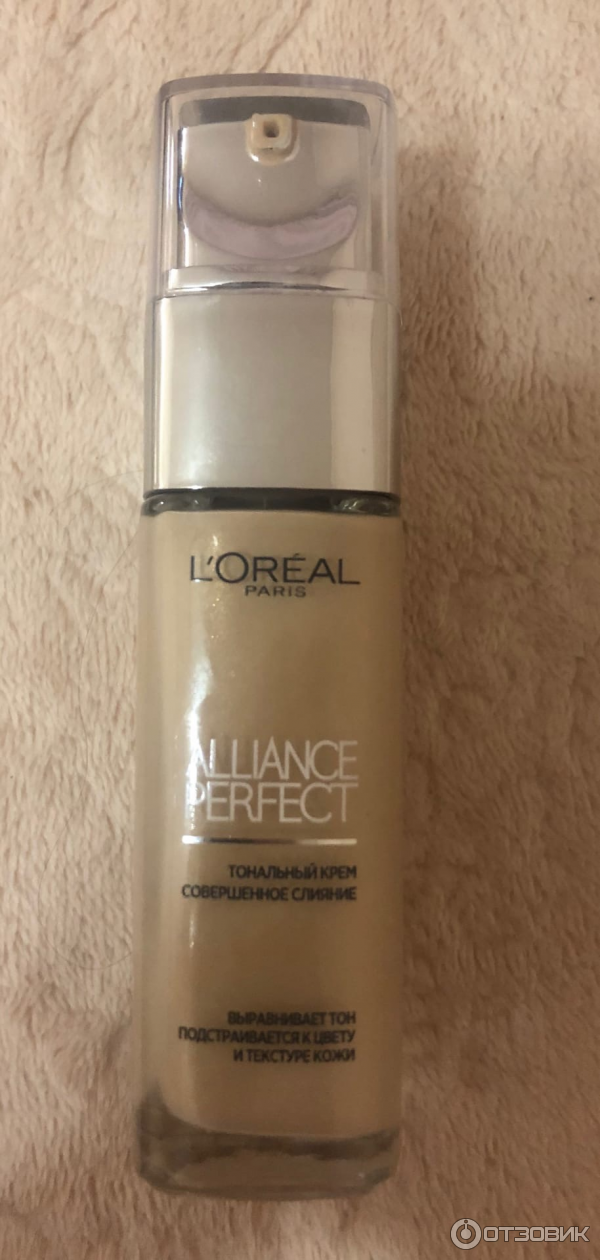 L'ORÉAL
PARIS
ALLIANCE
PERFECT
ТОНАЛЬНЫЙ КРЕМ
СОВЕРШЕННОЕ СЛИЯНИЕ
ВЫРАВНИВАЕТ ТОН
ПОДСТРАИВАЕТСЯ К ЦВЕТУ
И ТЕКСТУРЕ КОЖИ
ОТЗОВИК